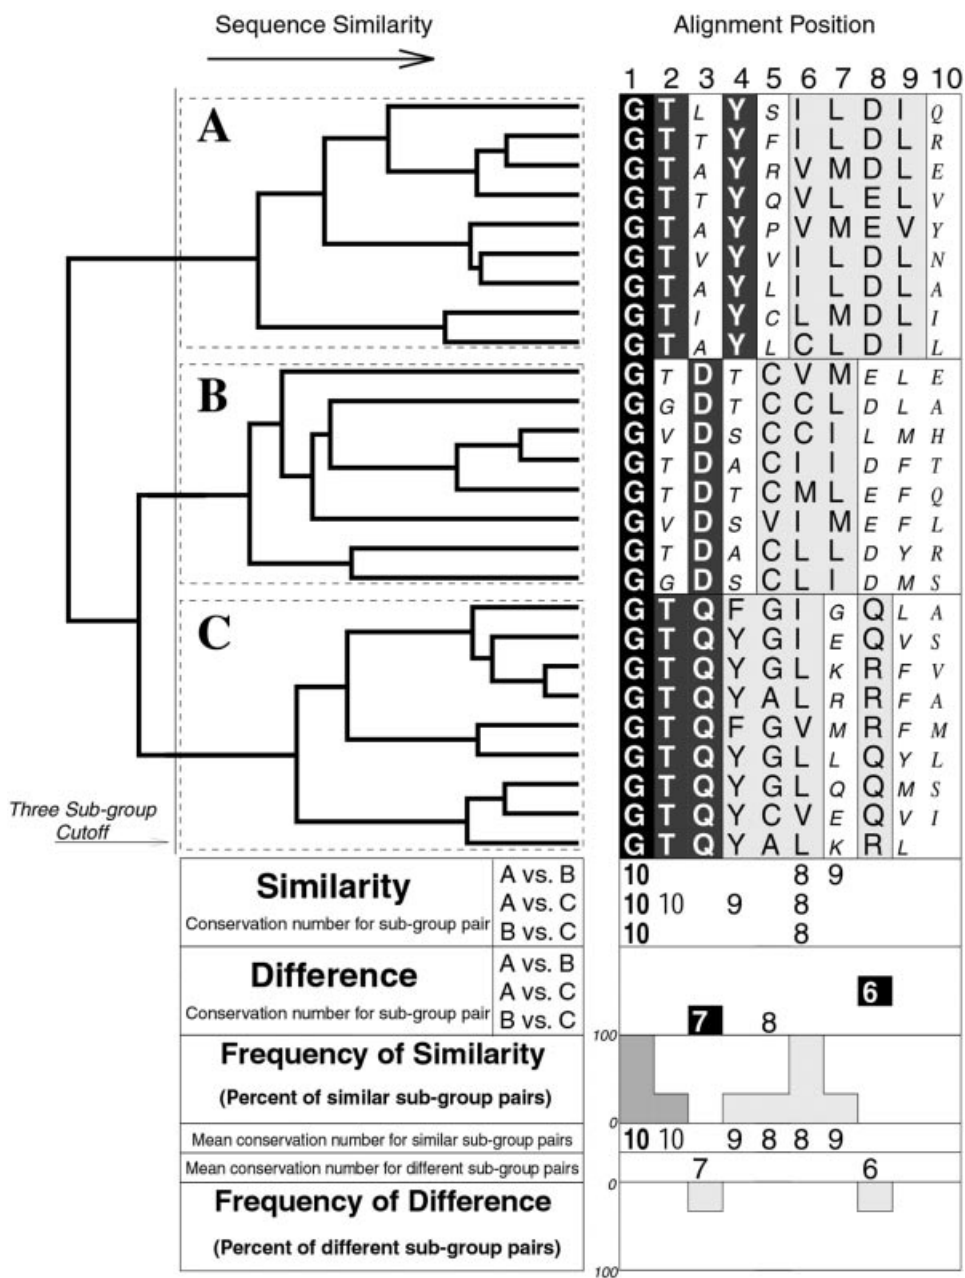 Sequence Similarity
Alignment Position
1 2 3 4 5 6 7 8 9 10
A
G T L Y S I L D I Q
G T T Y F I L D L R
G T A Y R V M D L E
G T T Y Q V L E L V
G T A Y P V M E V Y
G T V Y V I L D L N
G T A Y L I L D L A
G T I Y C L M D L I
G T A Y L C L D I L
B
G T D T C V M E L E
G G D T C C L D L A
G V D S C C I L M H
G T D A C I I D F T
G T D T C M L E F Q
G V D S V I M E F L
G T D A C L L D Y R
G G D S C L I D M S
C
G T Q F G I G Q L A
G T Q Y G I E Q V S
G T Q Y G L K R F V
G T Q Y A L R R F A
G T Q F G V M R F M
G T Q Y G L L Q Y L
G T Q Y G L Q Q M S
G T Q Y C V E Q V I
G T Q Y A L K R L
Three Sub-group
Cutoff
Similarity
Conservation number for sub-group pair
A vs. B
A vs. C
B vs. C
10 8 9
10 10 9 8
10 8
Difference
Conservation number for sub-group pair
A vs. B
A vs. C
B vs. C
6
7 8
Frequency of Similarity
(Percent of similar sub-group pairs)
100
0
Mean conservation number for similar sub-group pairs
10 10 9 8 8 9
Mean conservation number for different sub-group pairs
7 6
Frequency of Difference
(Percent of different sub-group pairs)
0
100